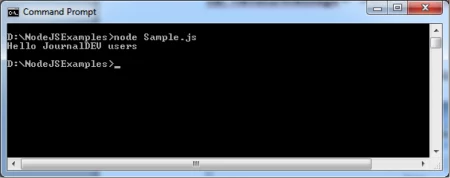 Command Prompt
D:\NodeJSExamples>node Sample.js
Hello JournalDEV users
D:\NodeJSExamples>_